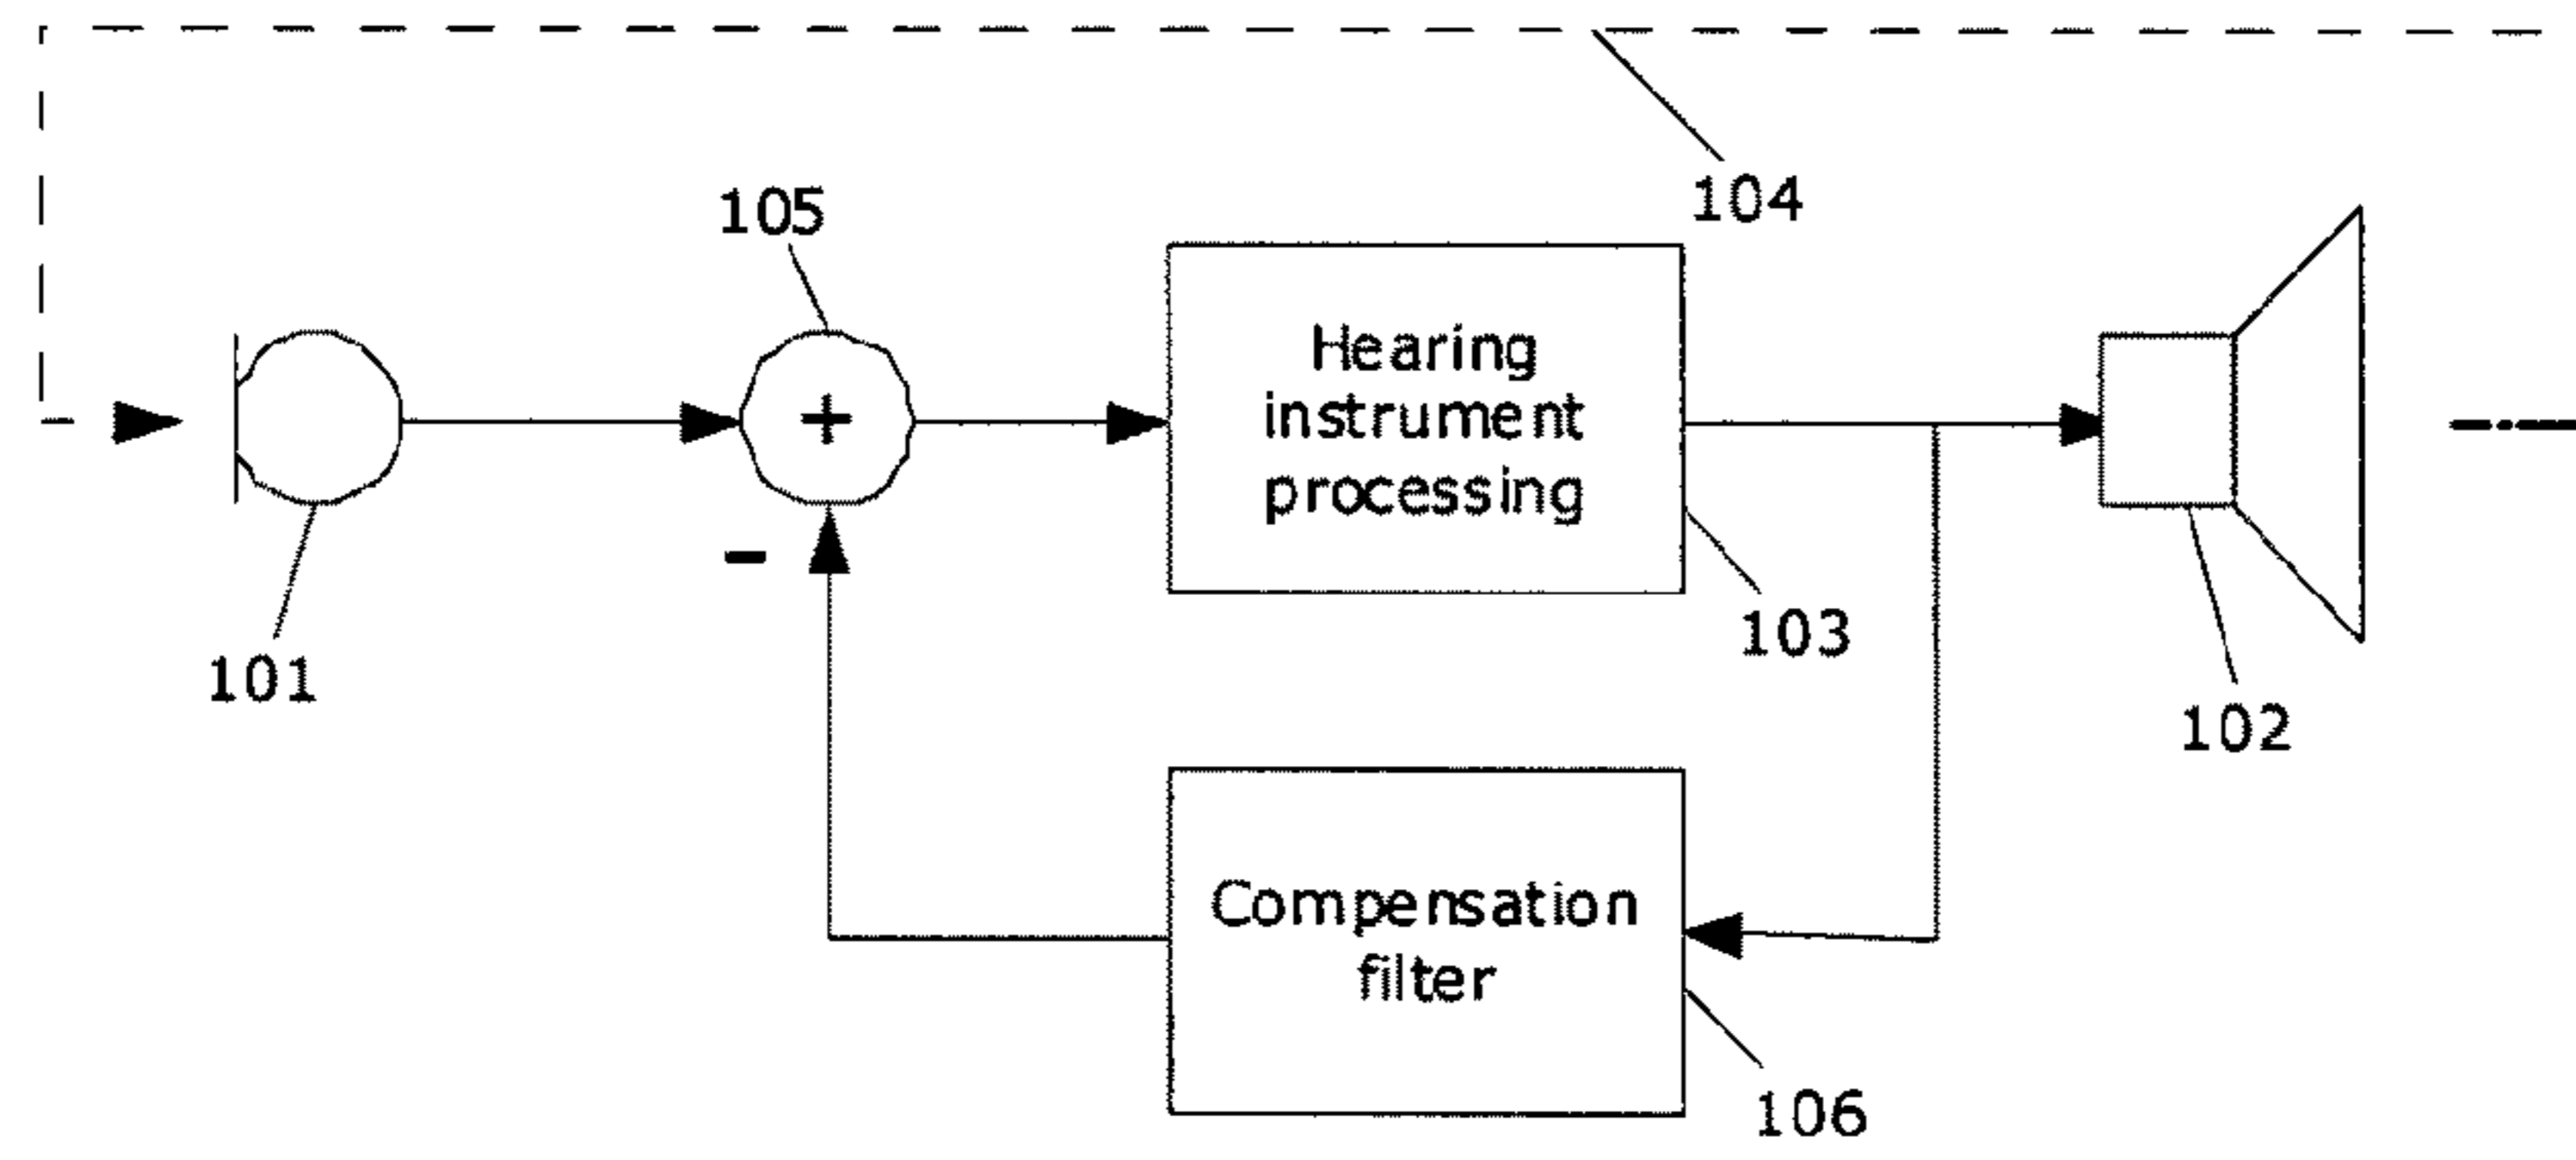 104
105
Hearing
instrument
processing
+
-
103
101
102
Compensation
filter
106